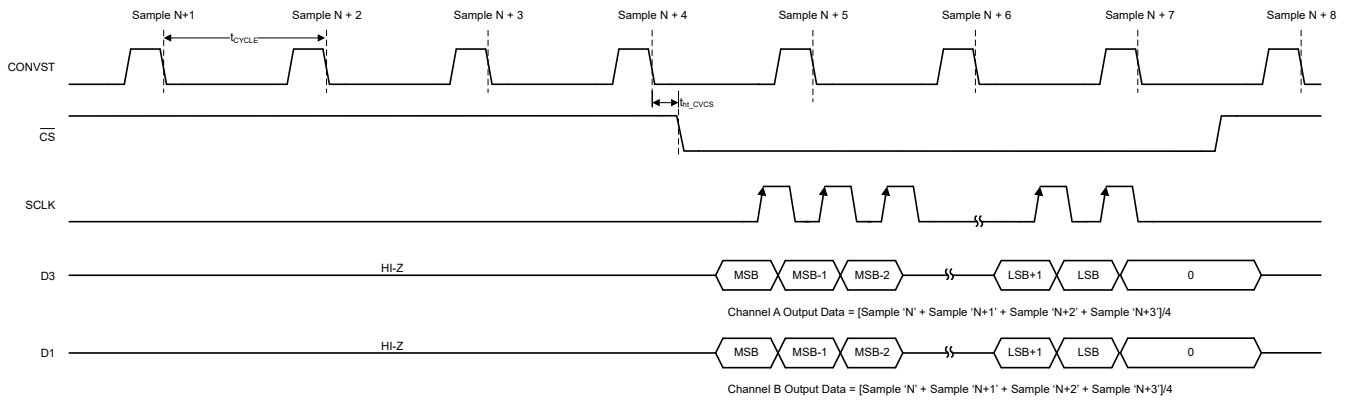 Sample N+1 Sample N + 2 Sample N + 3 Sample N + 4 Sample N + 5 Sample N + 6 Sample N + 7 Sample N + 8
tCYCLE
CONVST
tht_CVCS
CS
SCLK
D3 HI-Z MSB MSB-1 MSB-2 LSB+1 LSB 0
Channel A Output Data = [Sample ‘N’ + Sample ‘N+1’ + Sample ‘N+2’ + Sample ‘N+3’]/4
D1 HI-Z MSB MSB-1 MSB-2 LSB+1 LSB 0
Channel B Output Data = [Sample ‘N’ + Sample ‘N+1’ + Sample ‘N+2’ + Sample ‘N+3’]/4